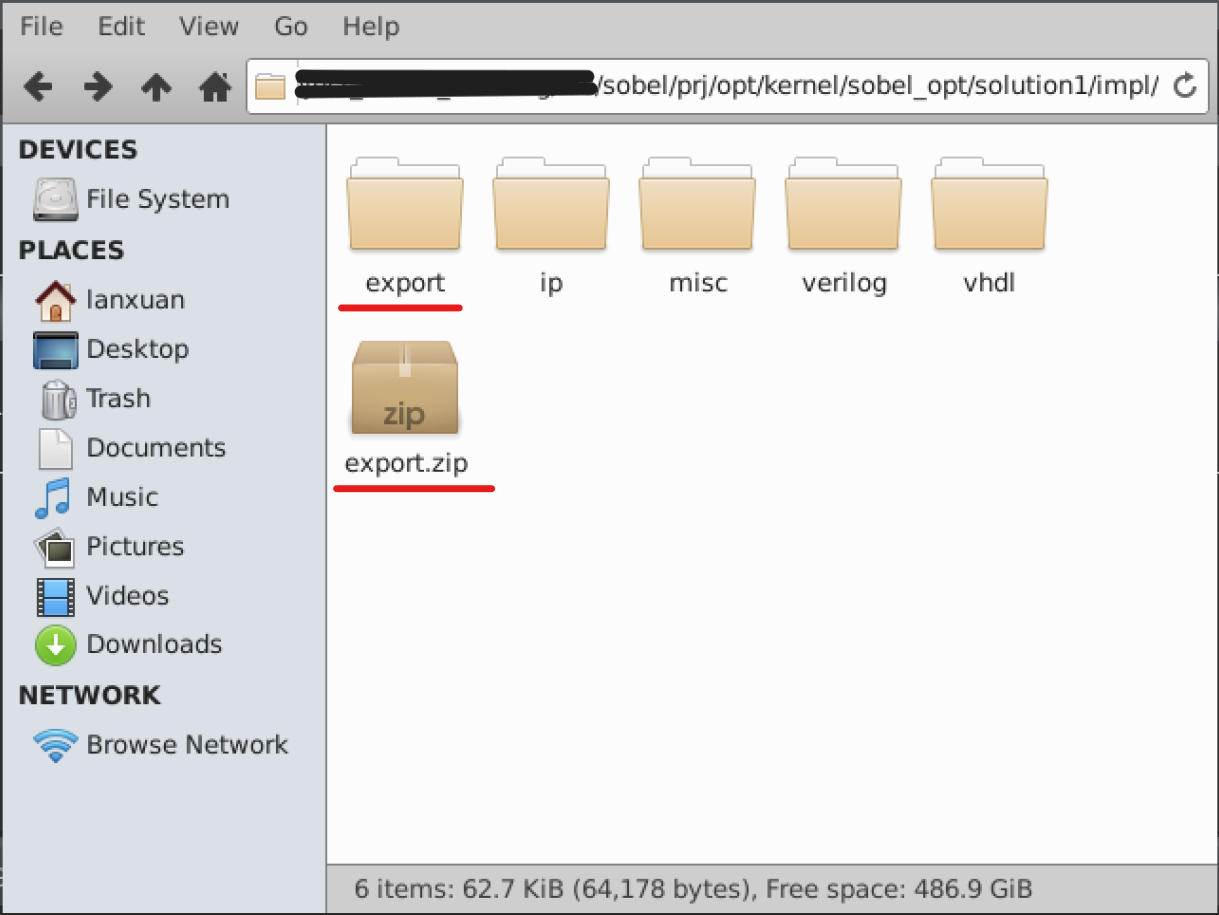 File Edit View Go Help
/sobel/prj/opt/kernel/sobel_opt/solution1/impl/
DEVICES
File System
PLACES
lanxuan
Desktop
Trash
Documents
Music
Pictures
Videos
Downloads
NETWORK
Browse Network
export ip misc verilog vhdl
zip
export.zip
6 items: 62.7 KiB (64,178 bytes), Free space: 486.9 GiB